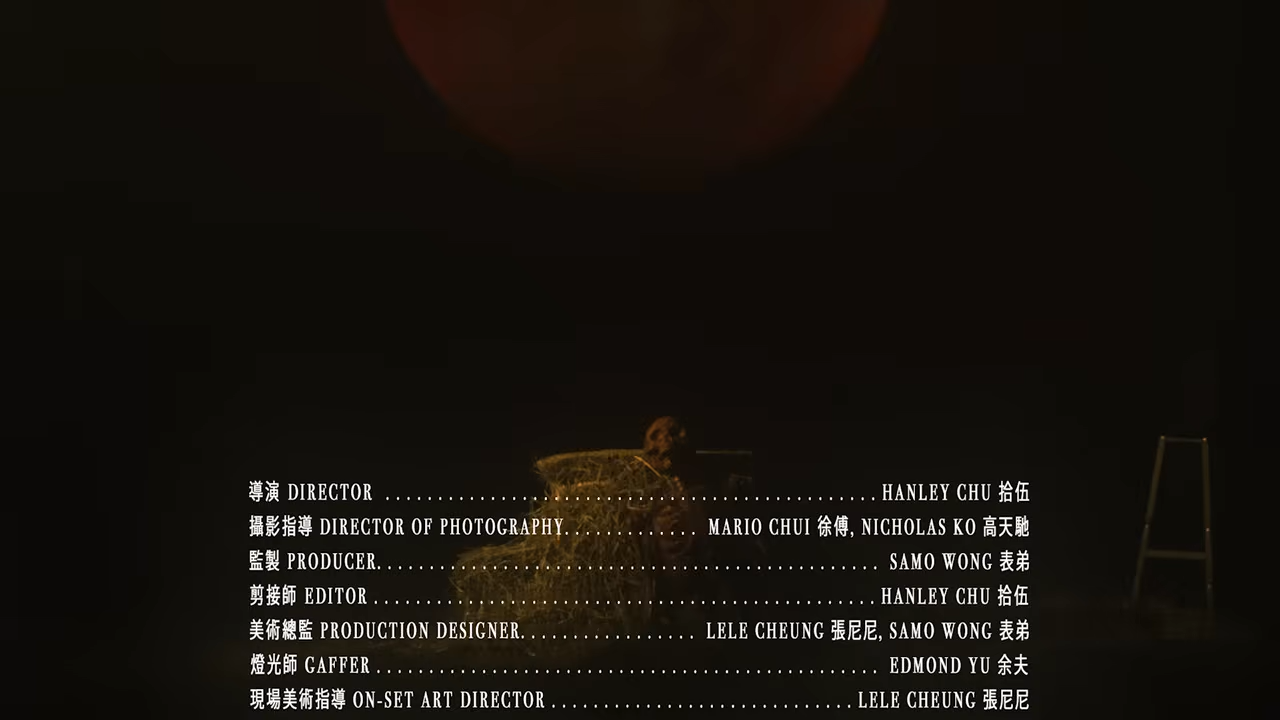 導演 DIRECTOR ................................................ HANLEY CHU 拾伍
攝影指導 DIRECTOR OF PHOTOGRAPHY............. MARIO CHUI 徐傅, NICHOLAS KO 高天馳
監製 PRODUCER................................................. SAMO WONG 表弟
剪接師 EDITOR ................................................. HANLEY CHU 拾伍
美術總監 PRODUCTION DESIGNER................. LELE CHEUNG 張尼尼, SAMO WONG 表弟
燈光師 GAFFER ................................................. EDMOND YU 余夫
現場美術指導 ON-SET ART DIRECTOR ............................. LELE CHEUNG 張尼尼